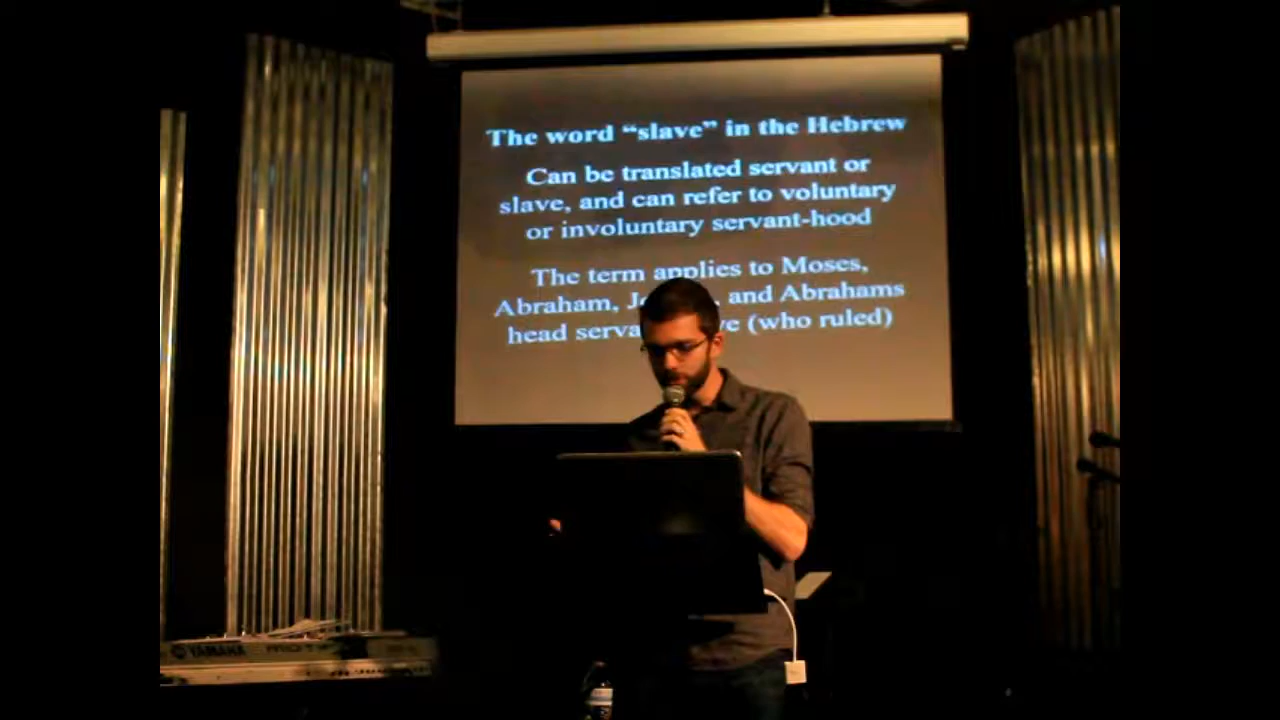 The word “slave” in the Hebrew
Can be translated servant or
slave, and can refer to voluntary
or involuntary servant-hood
The term applies to Moses,
Abraham, and Abrahams
head (who ruled)
YAMAHA